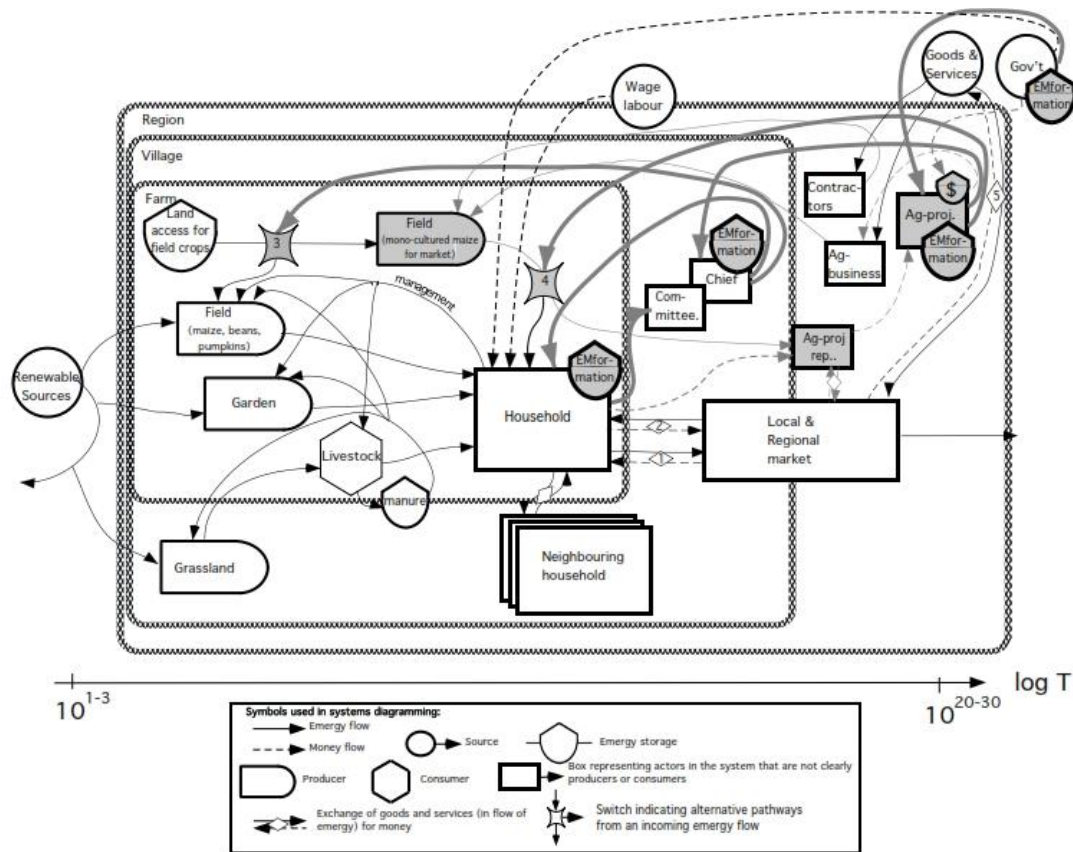 Goods &
Services
Gov't
EMfor-
mation
Wage
labour
Region
Village
Farm
Land
access for
field crops
3
Field
(mono-cultured maize
for market)
4
EMfor-
mation
Chief
Com-
mittee.
Contrac-
tors
$
Ag-proj.
EMfor-
mation
5
Ag-
business
management
Field
(maize, beans,
pumpkins)
Renewable
Sources
Garden
EMfor-
mation
Household
Ag-proj
rep..
2
1
Local &
Regional
market
Livestock
manure
Grassland
Neighbouring
household
log T
10 1-3
10 20-30
Symbols used in systems diagramming:
Emergy flow
Money flow
Source
Emergy storage
Producer
Consumer
Box representing actors in the system that are not clearly
producers or consumers
Exchange of goods and services (in flow of
emergy) for money
Switch indicating alternative pathways
from an incoming emergy flow